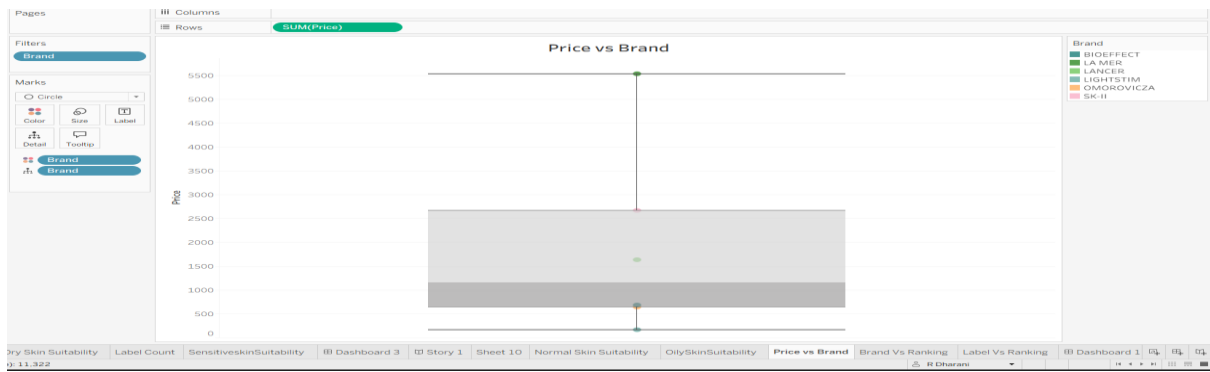 Pages
Columns
Rows
SUM(Price)
Filters
Brand
Marks
Circle
Color
Size
Label
Detail
Tooltip
Brand
Brand
Price vs Brand
Price
5500
5000
4500
4000
3500
3000
2500
2000
1500
1000
500
0
Brand
BIOEFFECT
LA MER
LANCER
LIGHTSTIM
OMOROVICZA
SK-II
Dry Skin Suitability Label Count SensitiveskinSuitability Dashboard 3 Story 1 Sheet 10 Normal Skin Suitability OilySkinSuitability Price vs Brand Brand Vs Ranking Label Vs Ranking Dashboard 1
): 11.322
R Dharani